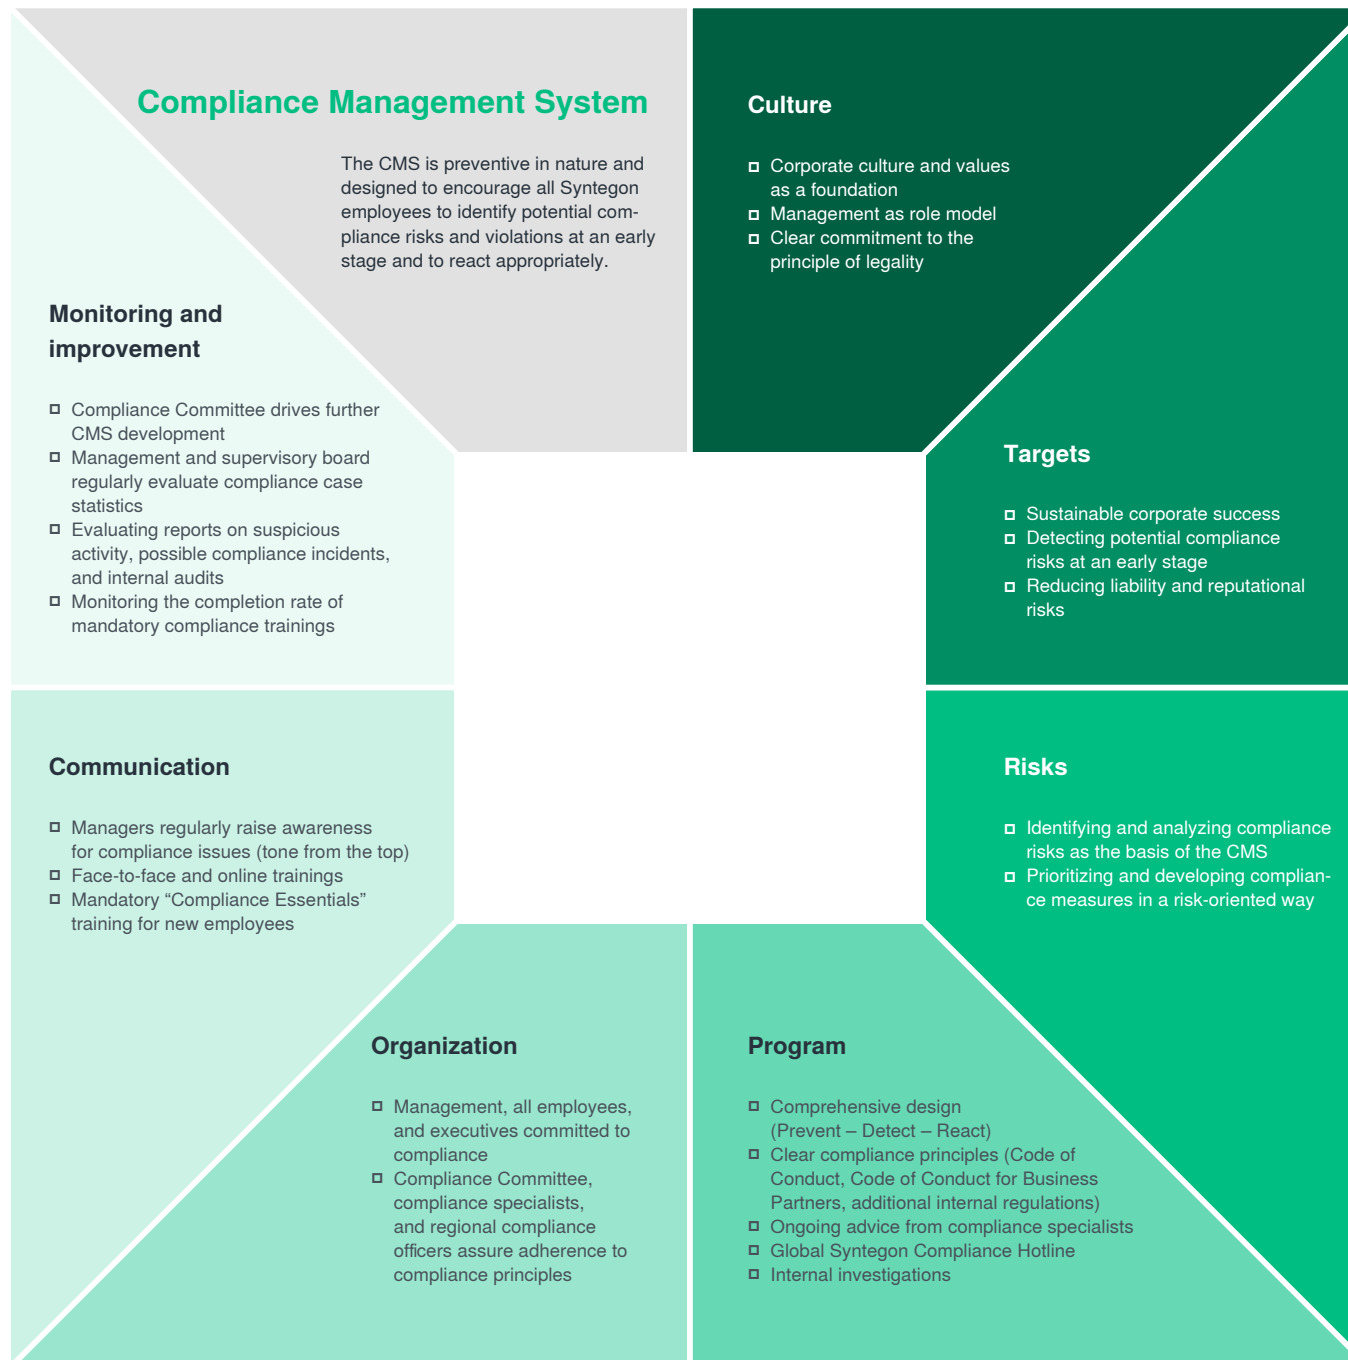 Compliance Management System
The CMS is preventive in nature and
designed to encourage all Syntegon
employees to identify potential com-
pliance risks and violations at an early
stage and to react appropriately.
Culture
Corporate culture and values
as a foundation
Management as role model
Clear commitment to the
principle of legality
Targets
Sustainable corporate success
Detecting potential compliance
risks at an early stage
Reducing liability and reputational
risks
Risks
Identifying and analyzing compliance
risks as the basis of the CMS
Prioritizing and developing complian-
ce measures in a risk-oriented way
Program
Comprehensive design
(Prevent – Detect – React)
Clear compliance principles (Code of
Conduct, Code of Conduct for Business
Partners, additional internal regulations)
Ongoing advice from compliance specialists
Global Syntegon Compliance Hotline
Internal investigations
Organization
Management, all employees,
and executives committed to
compliance
Compliance Committee,
compliance specialists,
and regional compliance
officers assure adherence to
compliance principles
Communication
Managers regularly raise awareness
for compliance issues (tone from the top)
Face-to-face and online trainings
Mandatory “Compliance Essentials”
training for new employees
Monitoring and
improvement
Compliance Committee drives further
CMS development
Management and supervisory board
regularly evaluate compliance case
statistics
Evaluating reports on suspicious
activity, possible compliance incidents,
and internal audits
Monitoring the completion rate of
mandatory compliance trainings